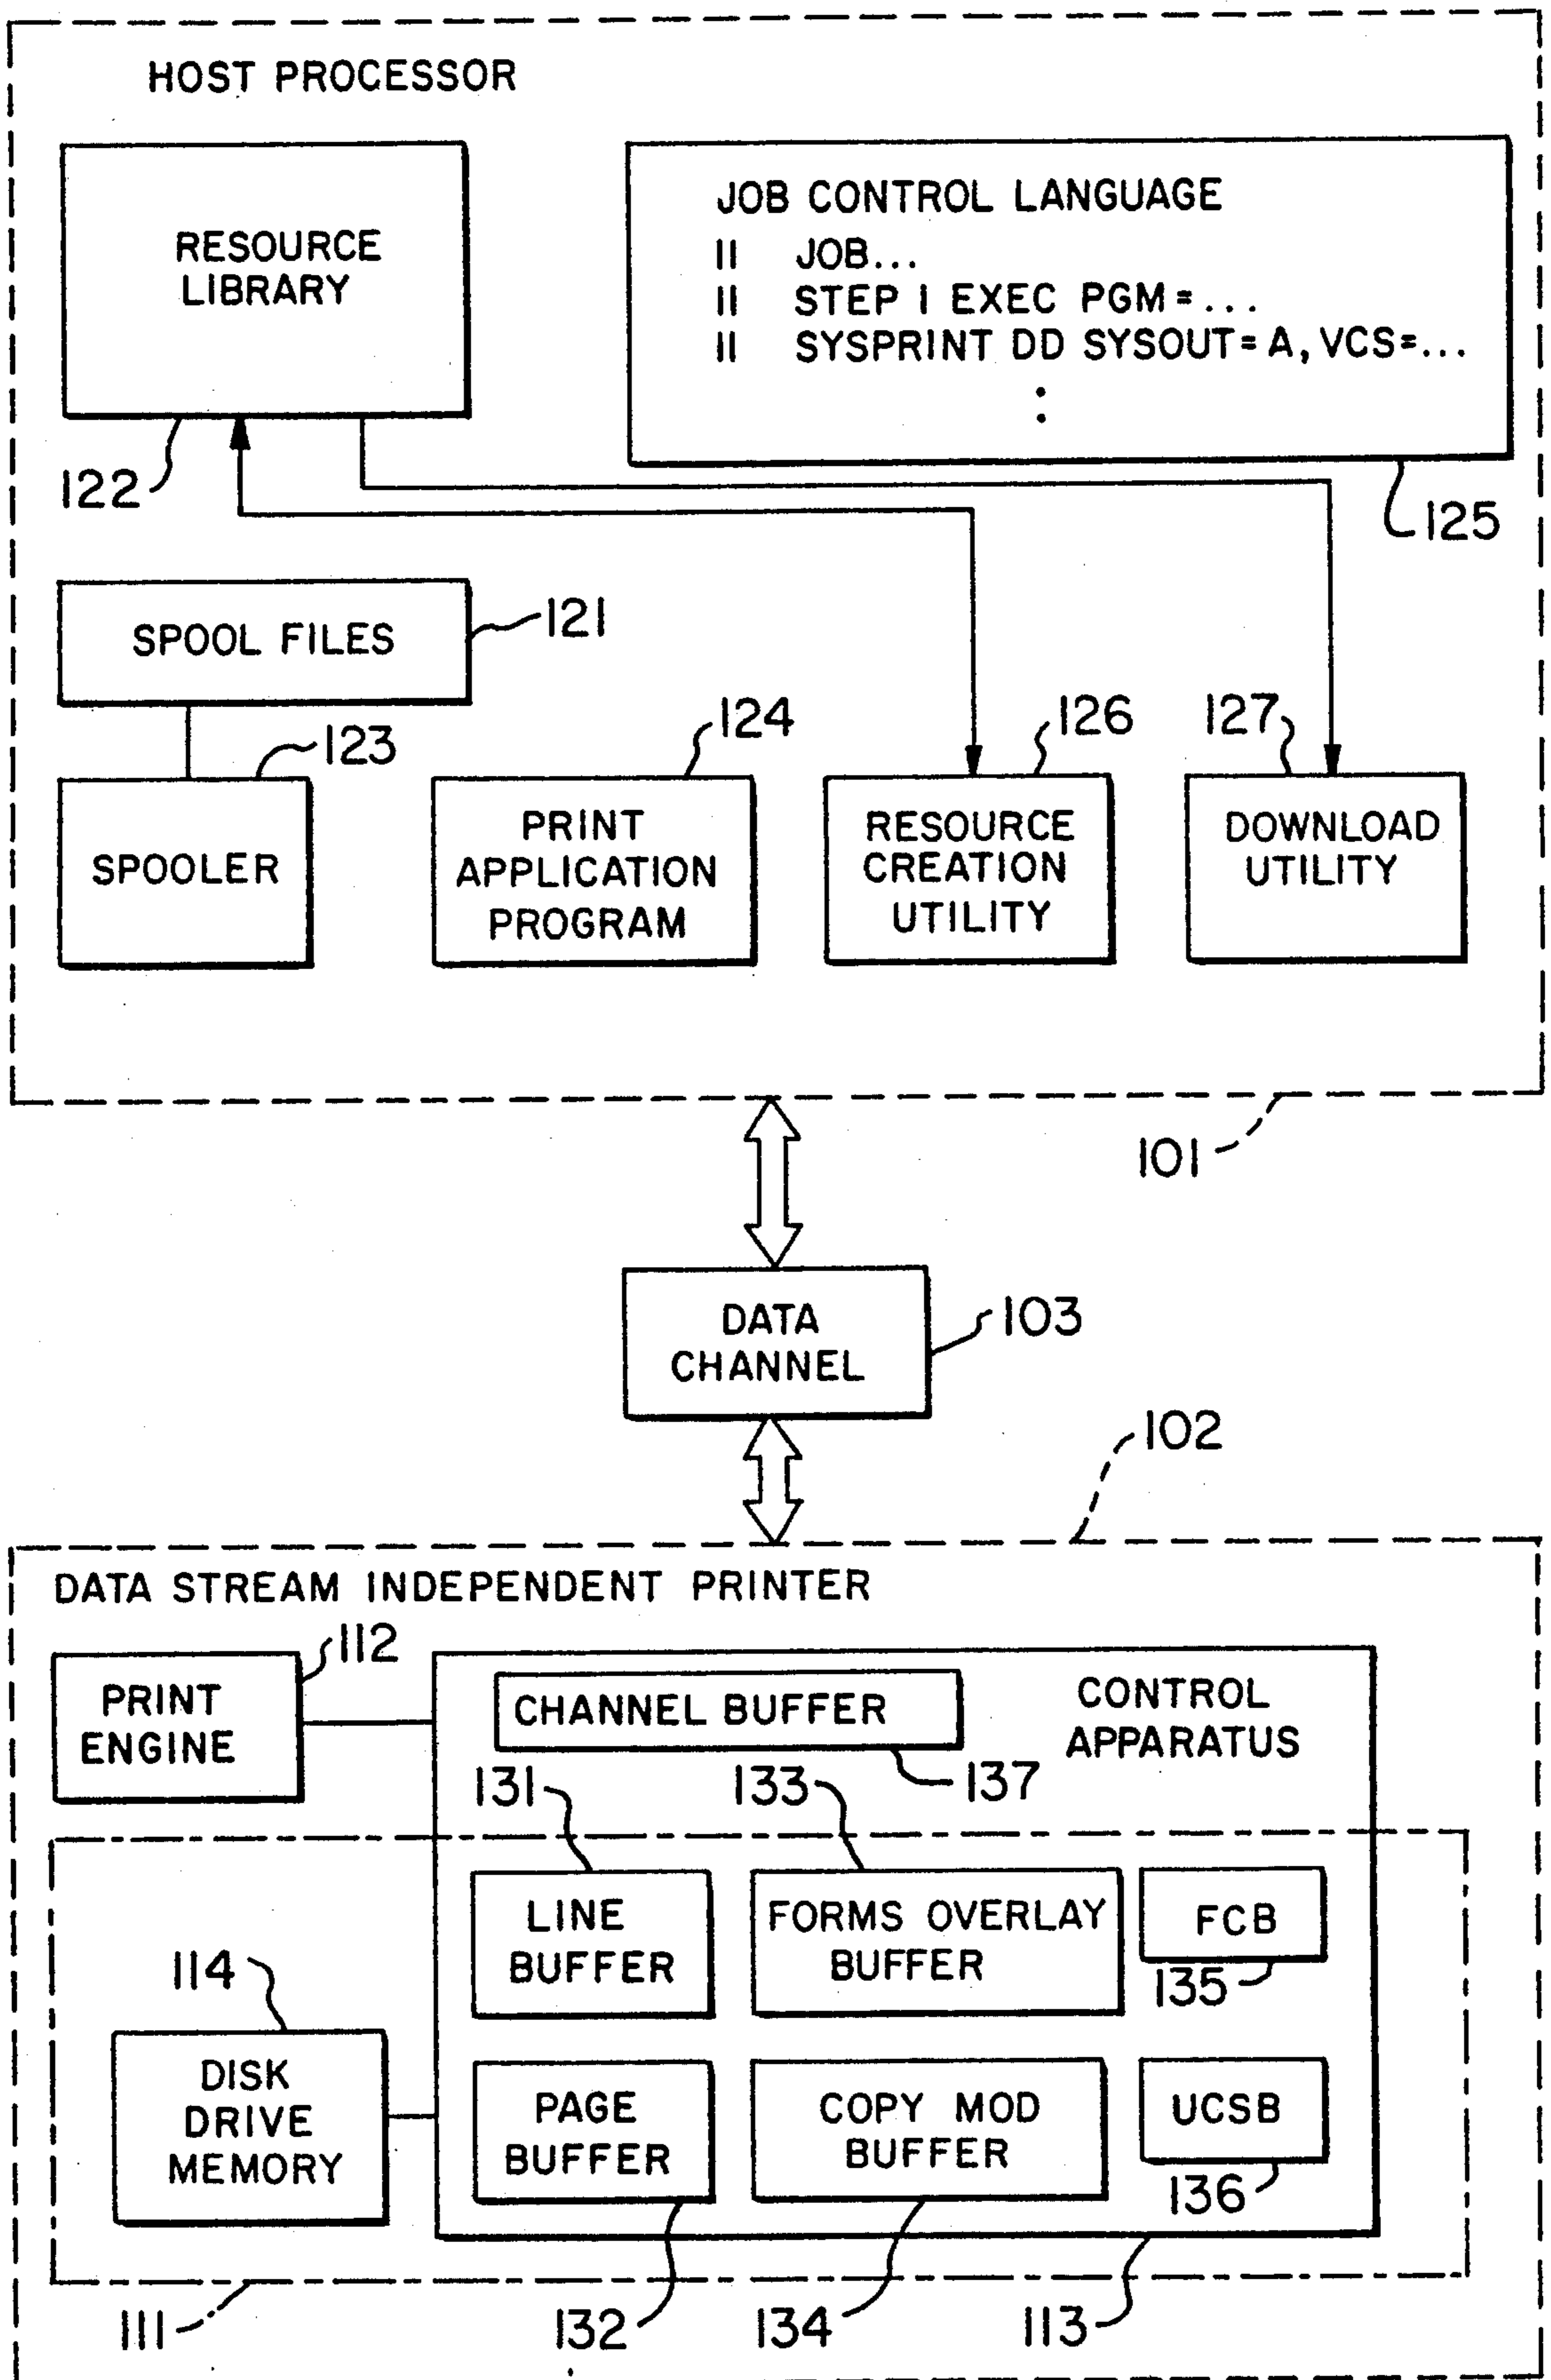 HOST PROCESSOR
RESOURCE
LIBRARY
122
JOB CONTROL LANGUAGE
|| JOB...
|| STEP 1 EXEC PGM=...
|| SYSPRINT DD SYSOUT=A, VCS=...
:
125
SPOOL FILES
121
123
124
126
127
SPOOLER
PRINT
APPLICATION
PROGRAM
RESOURCE
CREATION
UTILITY
DOWNLOAD
UTILITY
101
DATA
CHANNEL
103
102
DATA STREAM INDEPENDENT PRINTER
112
PRINT
ENGINE
CHANNEL BUFFER
CONTROL
APPARATUS
131
133
137
LINE
BUFFER
FORMS OVERLAY
BUFFER
FCB
135
114
DISK
DRIVE
MEMORY
PAGE
BUFFER
COPY MOD
BUFFER
UCSB
136
111
132
134
113